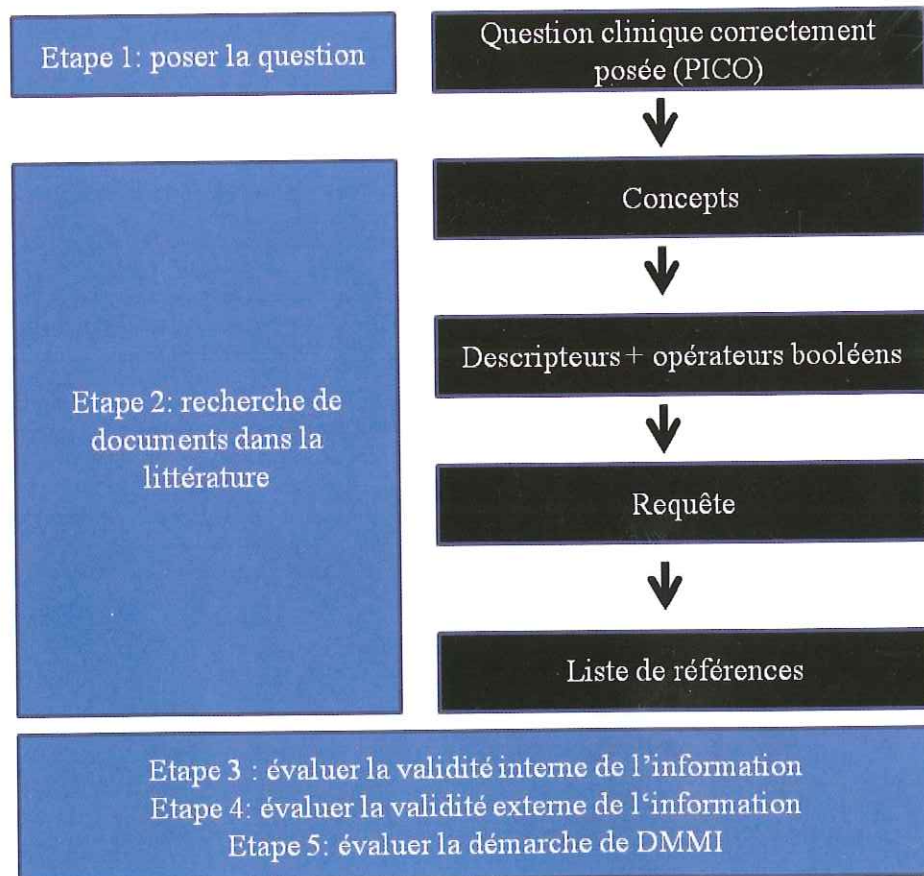 Etape 1: poser la question
Question clinique correctement
posée (PICO)
Concepts
Descripteurs + opérateurs booléens
Etape 2: recherche de
documents dans la
littérature
Requête
Liste de références
Etape 3 : évaluer la validité interne de l'information
Etape 4: évaluer la validité externe de l'information
Etape 5: évaluer la démarche de DMMI